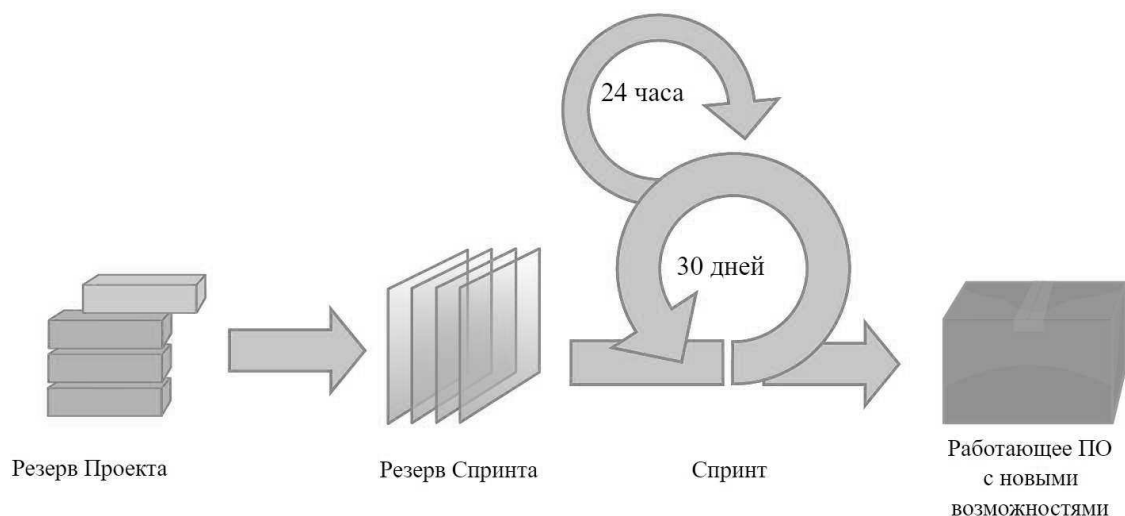 24 часа
30 дней
Резерв Проекта
Резерв Спринта
Спринт
Работающее ПО
с новыми
возможностями